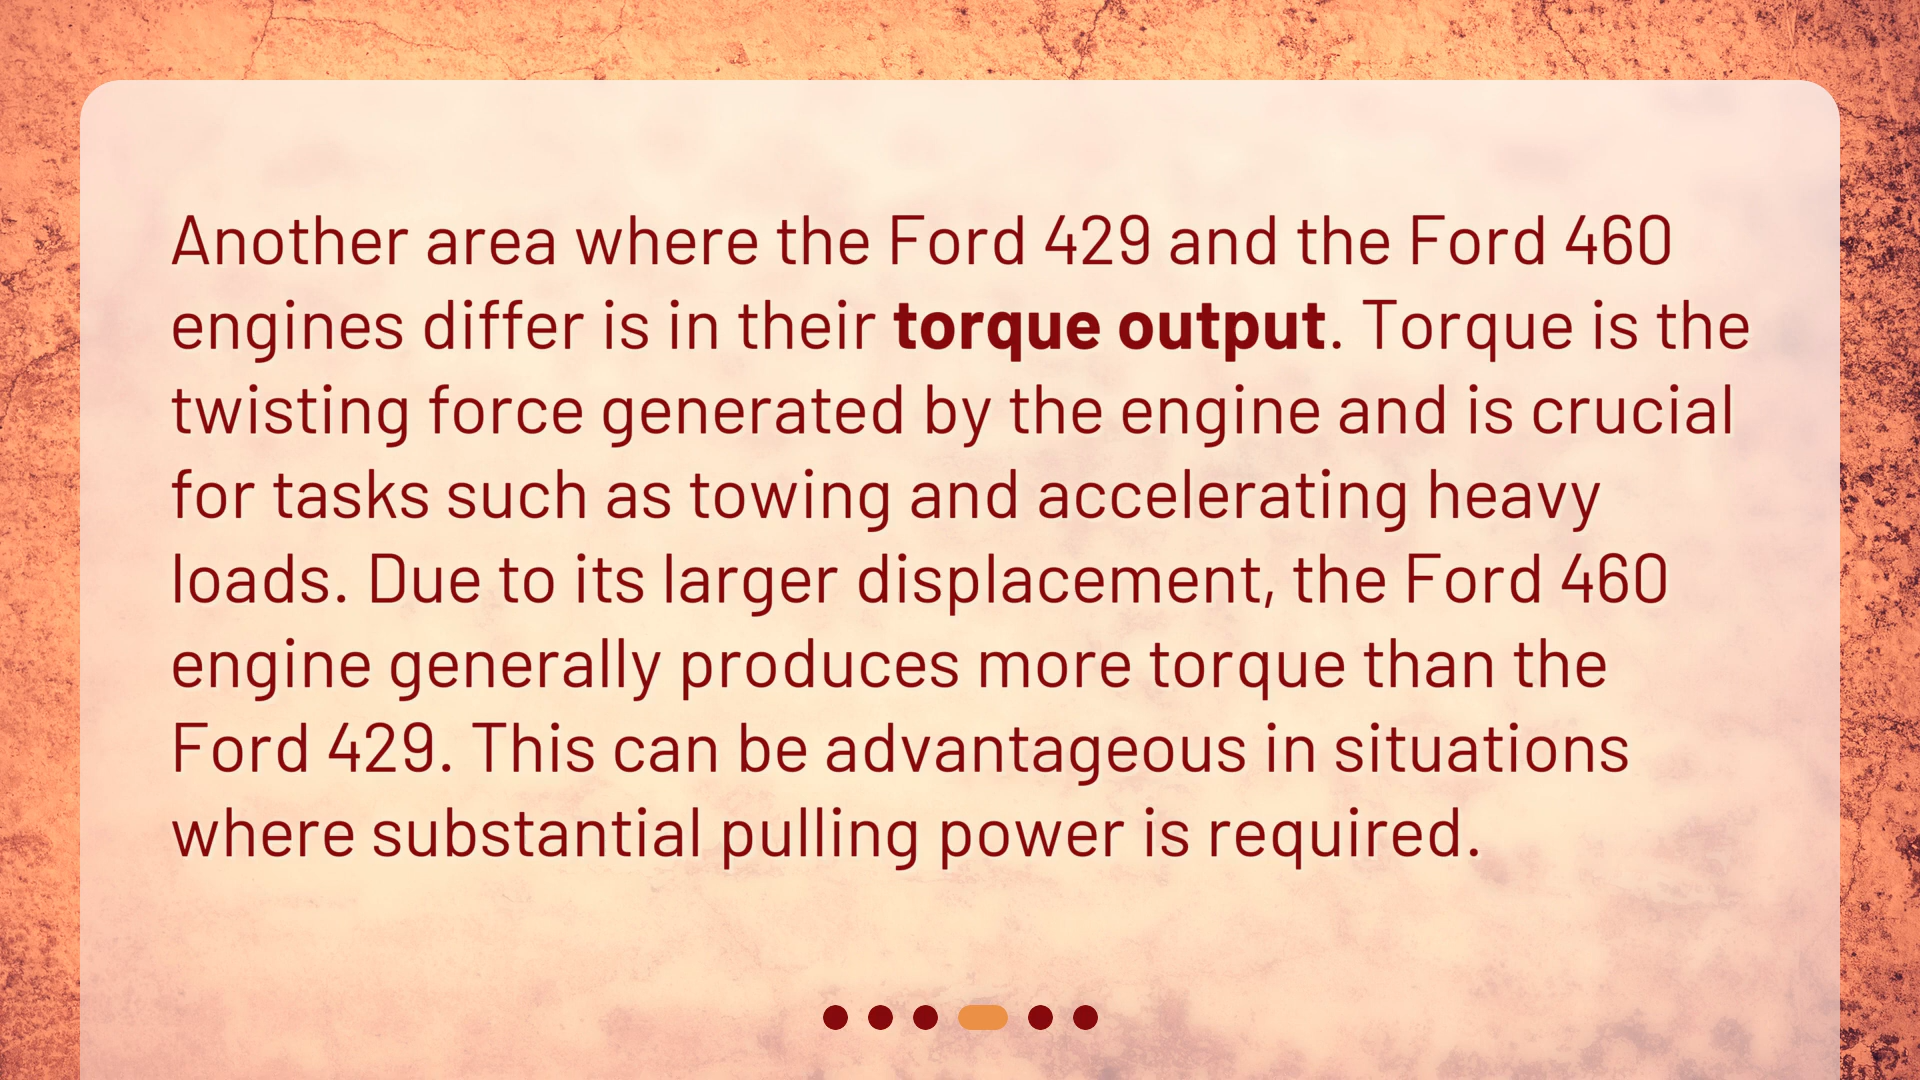 Another area where the Ford 429 and the Ford 460
engines differ is in their torque output. Torque is the
twisting force generated by the engine and is crucial
for tasks such as towing and accelerating heavy
loads. Due to its larger displacement, the Ford 460
engine generally produces more torque than the
Ford 429. This can be advantageous in situations
where substantial pulling power is required.